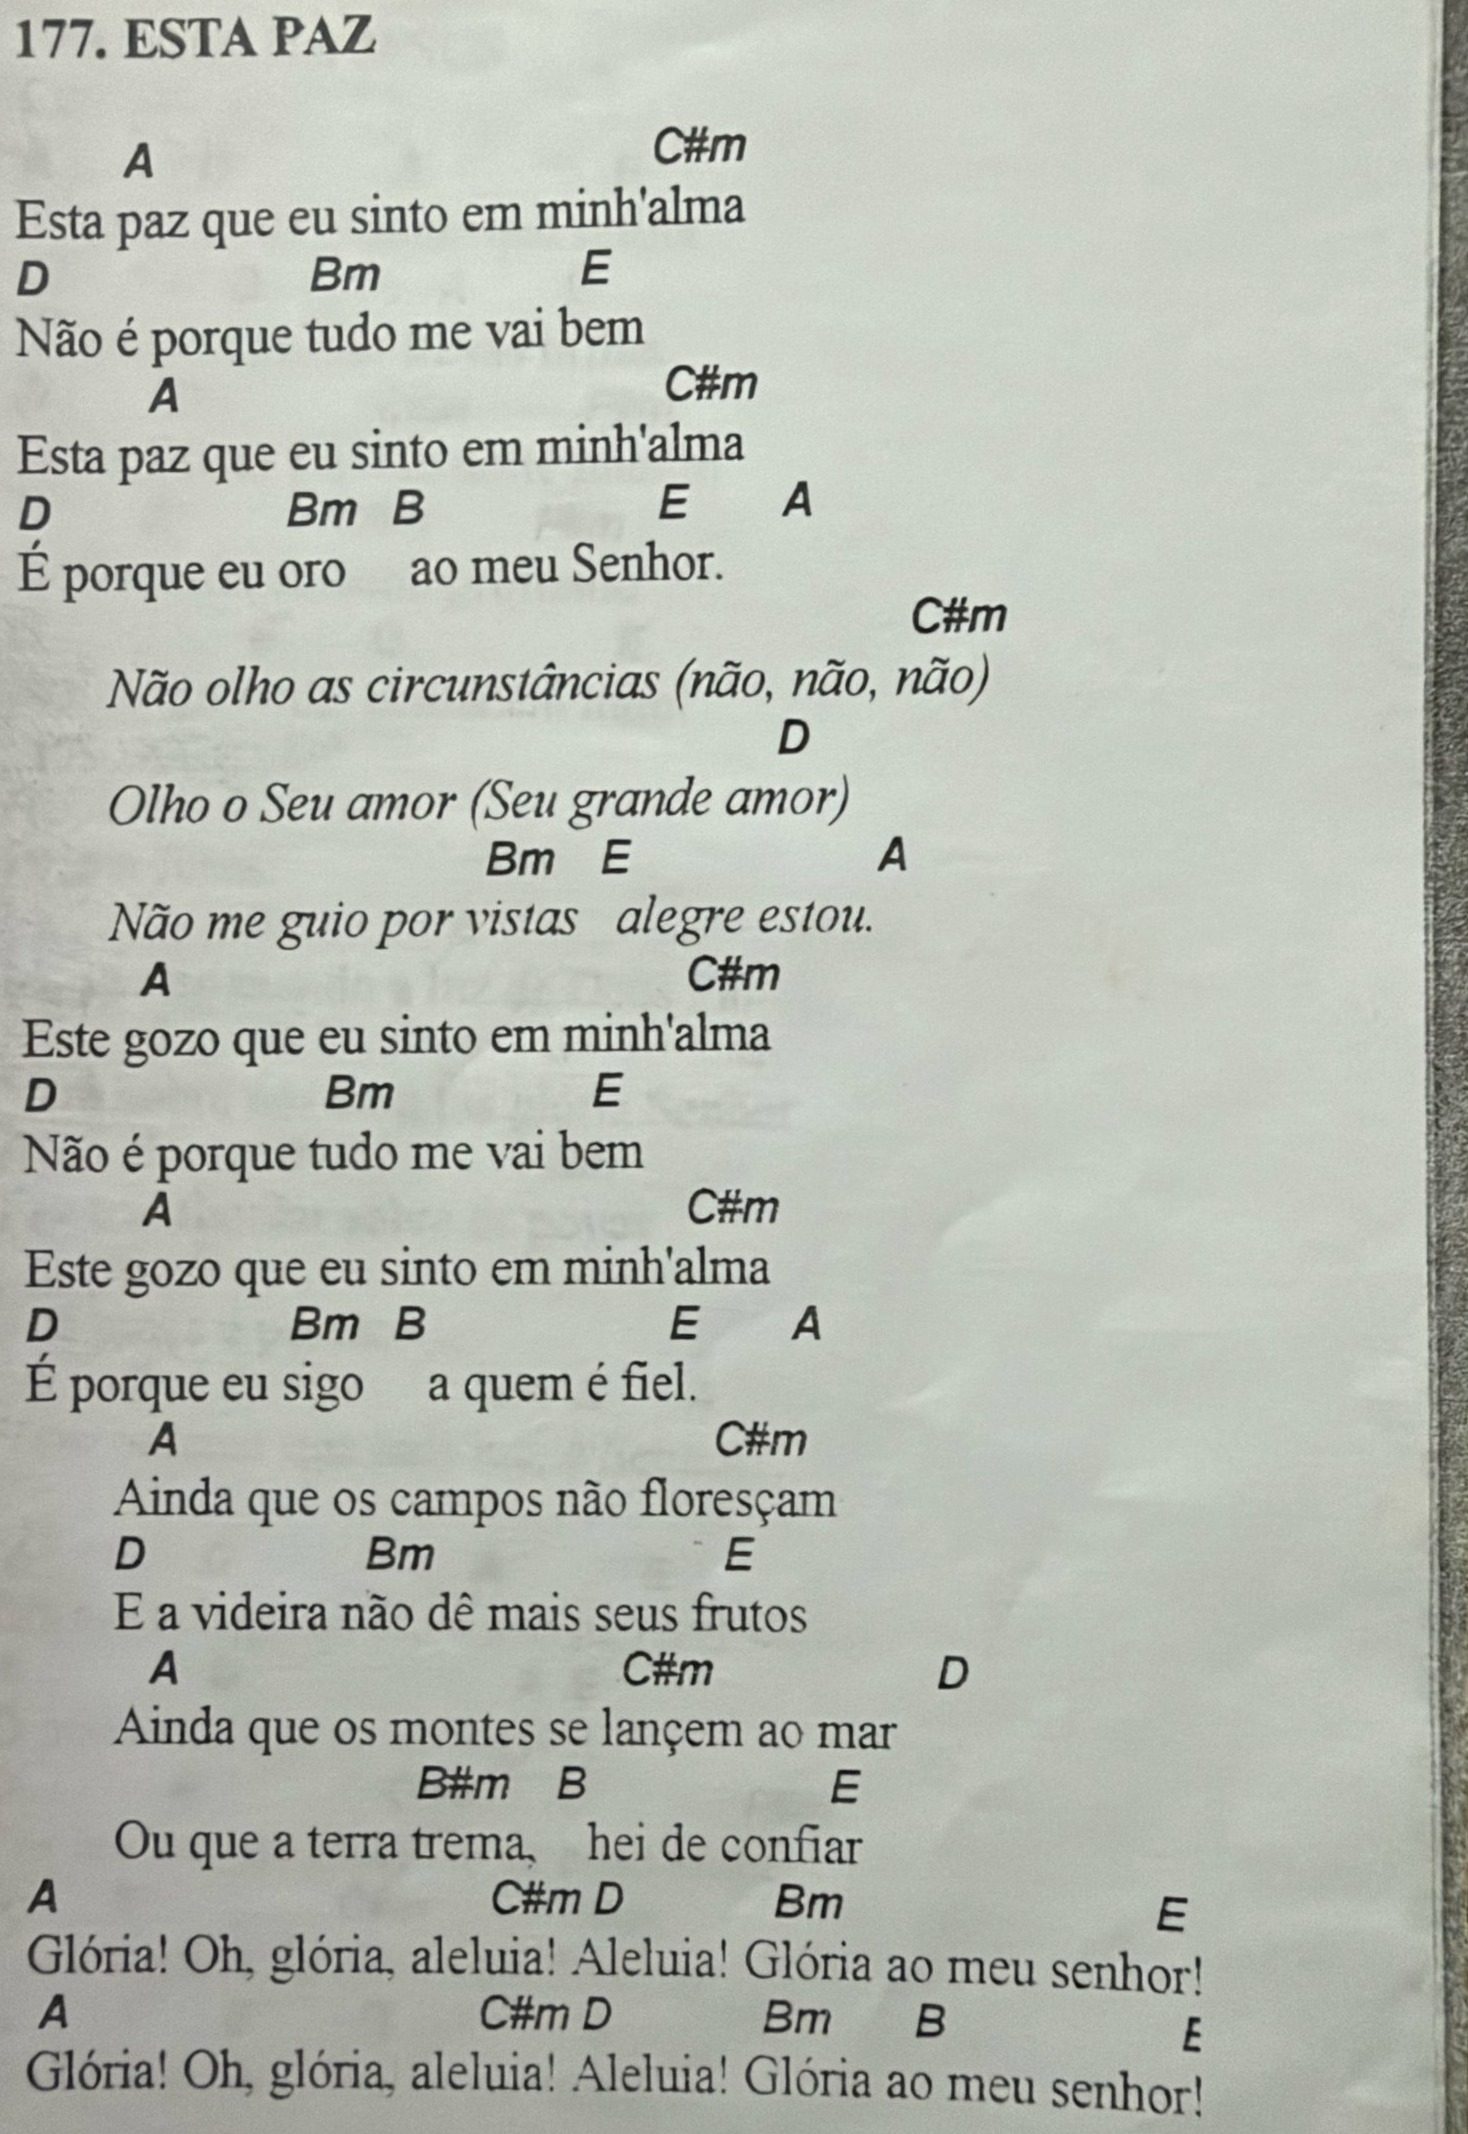 177. ESTA PAZ
A C#m
Esta paz que eu sinto em minh'alma
D Bm E
Não é porque tudo me vai bem
A C#m
Esta paz que eu sinto em minh'alma
D Bm B E A
É porque eu oro ao meu Senhor.
C#m
Não olho as circunstâncias (não, não, não)
D
Olho o Seu amor (Seu grande amor)
Bm E A
Não me guio por vistas alegre estou.
A C#m
Este gozo que eu sinto em minh'alma
D Bm E
Não é porque tudo me vai bem
A C#m
Este gozo que eu sinto em minh'alma
D Bm B E A
É porque eu sigo a quem é fiel.
A C#m
Ainda que os campos não floresçam
D Bm E
E a videira não dê mais seus frutos
A C#m D
Ainda que os montes se lançem ao mar
B#m B E
Ou que a terra trema, hei de confiar
A C#m D Bm E
Glória! Oh, glória, aleluia! Aleluia! Glória ao meu senhor!
A C#m D Bm B E
Glória! Oh, glória, aleluia! Aleluia! Glória ao meu senhor!